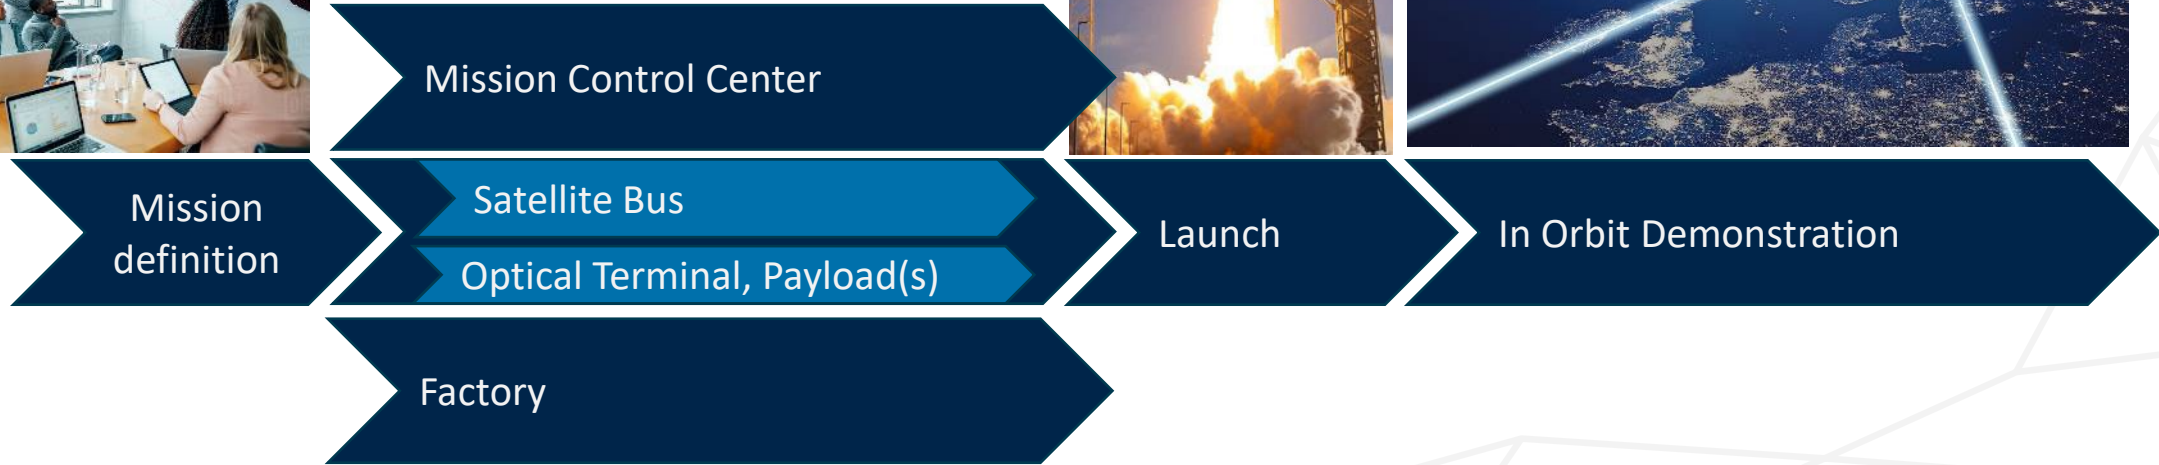 Mission Control Center
Mission
definition
Satellite Bus
Optical Terminal, Payload(s)
Launch
In Orbit Demonstration
Factory